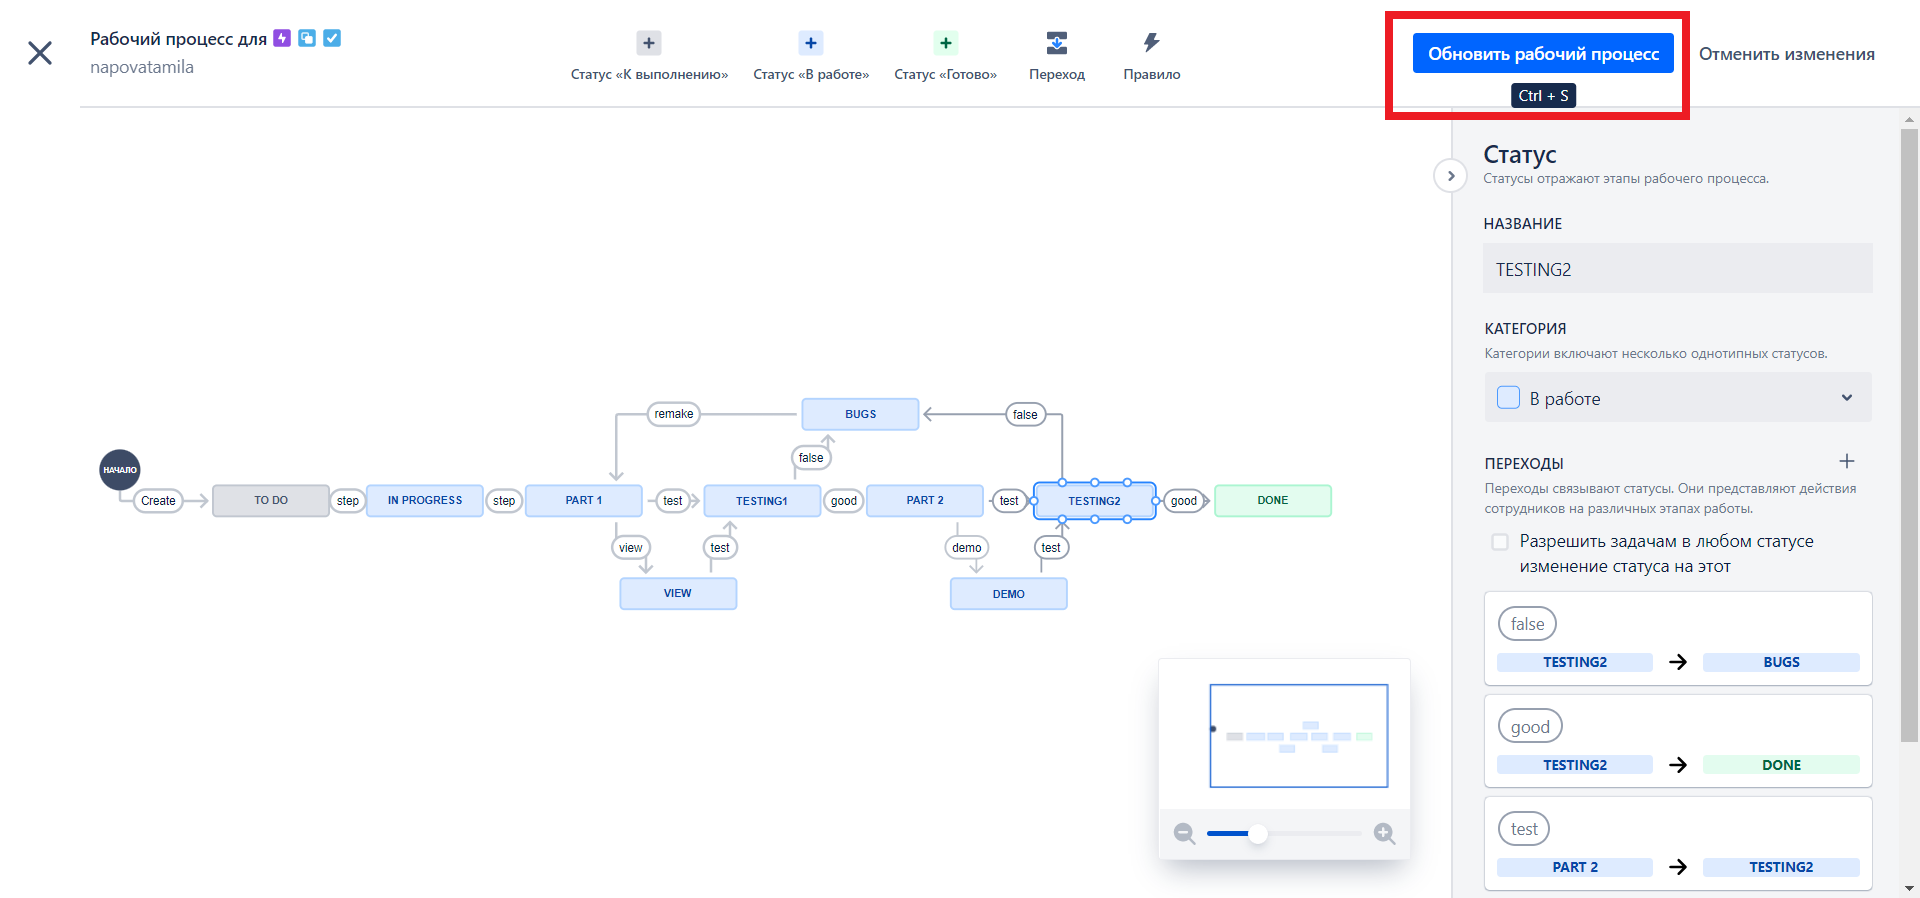 Рабочий процесс для
napovatamila
Статус «К выполнению»
Статус «В работе»
Статус «Готово»
Переход
Правило
Обновить рабочий процесс
Отменить изменения
Ctrl + S
remake
BUGS
false
false
НАЧАЛО
Create
TO DO
step
IN PROGRESS
step
PART 1
test
TESTING1
good
PART 2
test
TESTING2
good
DONE
view
test
demo
test
VIEW
DEMO
Статус
Статусы отражают этапы рабочего процесса.
НАЗВАНИЕ
TESTING2
КАТЕГОРИЯ
Категории включают несколько однотипных статусов.
В работе
ПЕРЕХОДЫ
Переходы связывают статусы. Они представляют действия
сотрудников на различных этапах работы.
Разрешить задачам в любом статусе
изменение статуса на этот
false
TESTING2
BUGS
good
TESTING2
DONE
test
PART 2
TESTING2